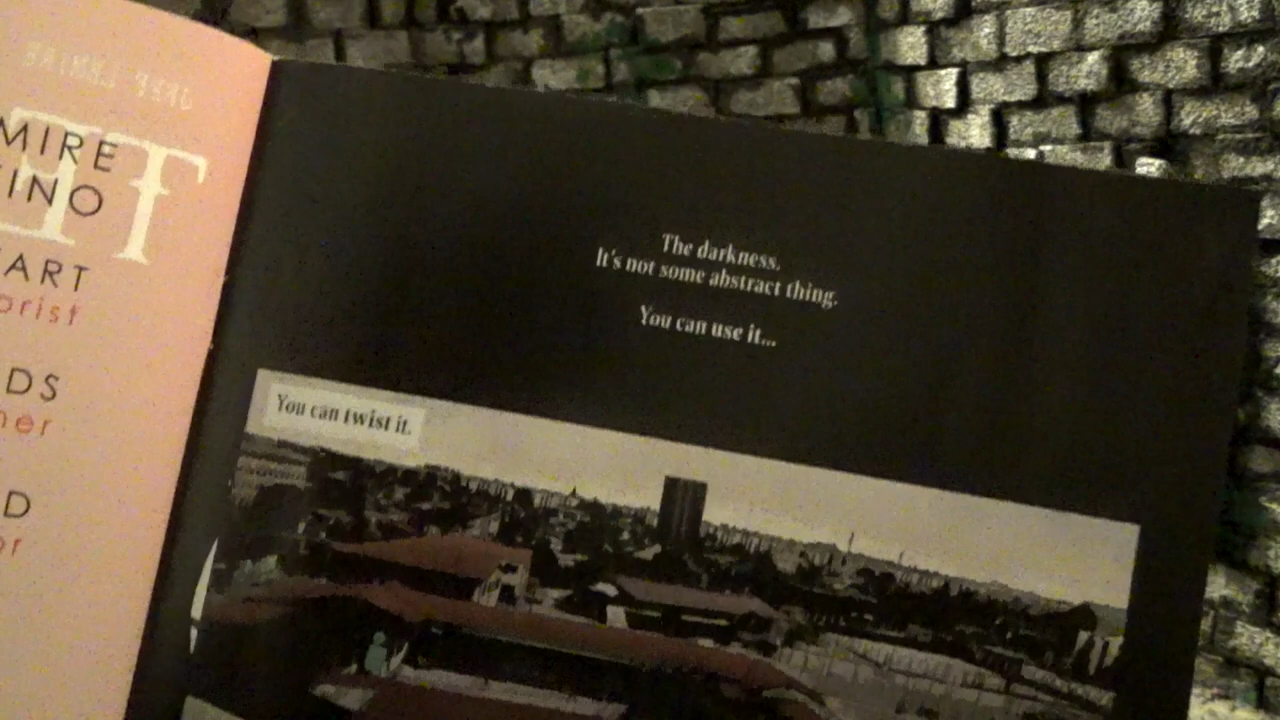 MIRE
INO
ART
orist
DS
ner
D
or
The darkness.
It's not some abstract thing.
You can use it...
You can twist it.